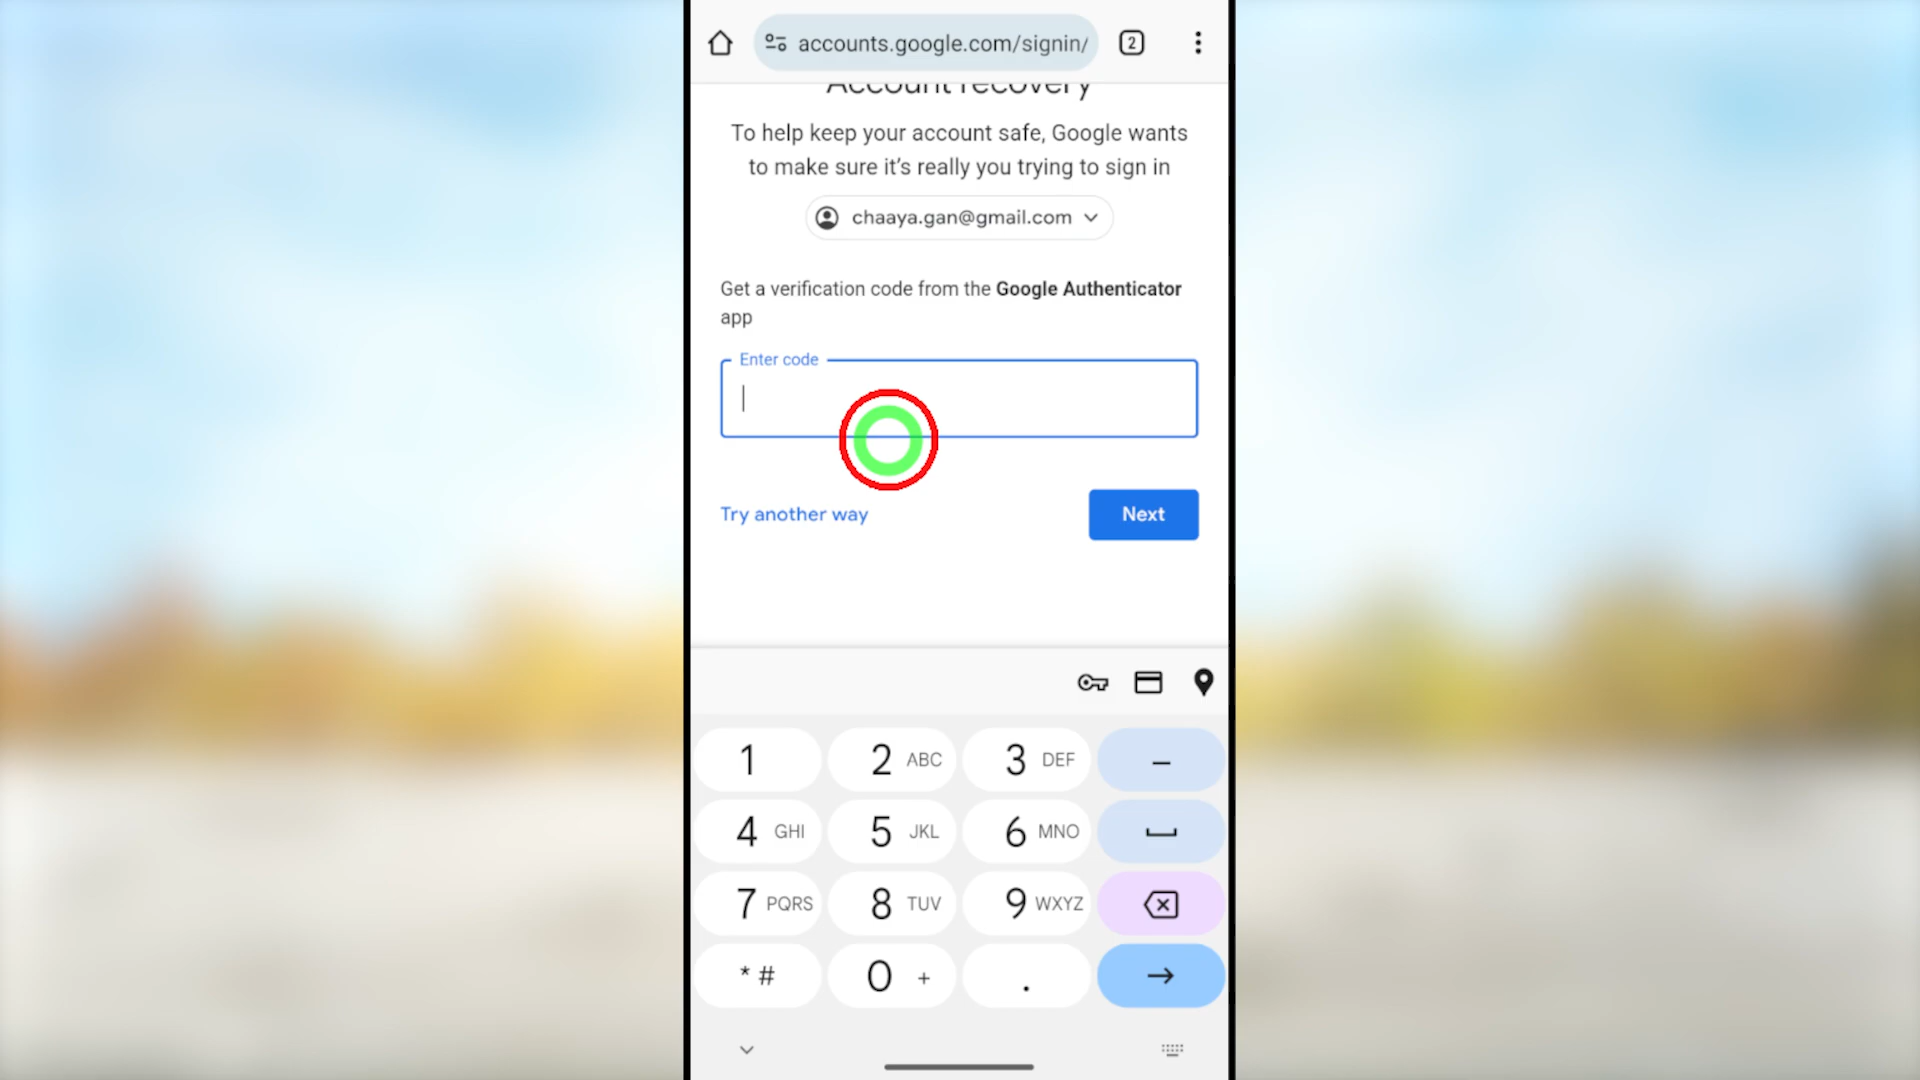 accounts.google.com/signin/
2
Account recovery
To help keep your account safe, Google wants
to make sure it’s really you trying to sign in
chaaya.gan@gmail.com
Get a verification code from the Google Authenticator
app
Enter code
Try another way
Next
1
2 ABC
3 DEF
–
4 GHI
5 JKL
6 MNO
7 PQRS
8 TUV
9 WXYZ
* #
0 +
.